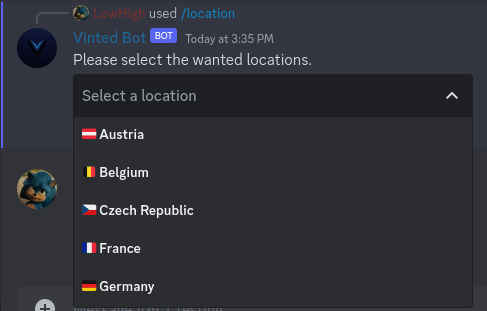 LowHigh used /location
Vinted Bot BOT Today at 3:35 PM
Please select the wanted locations.
Select a location
Austria
Belgium
Czech Republic
France
Germany
Message